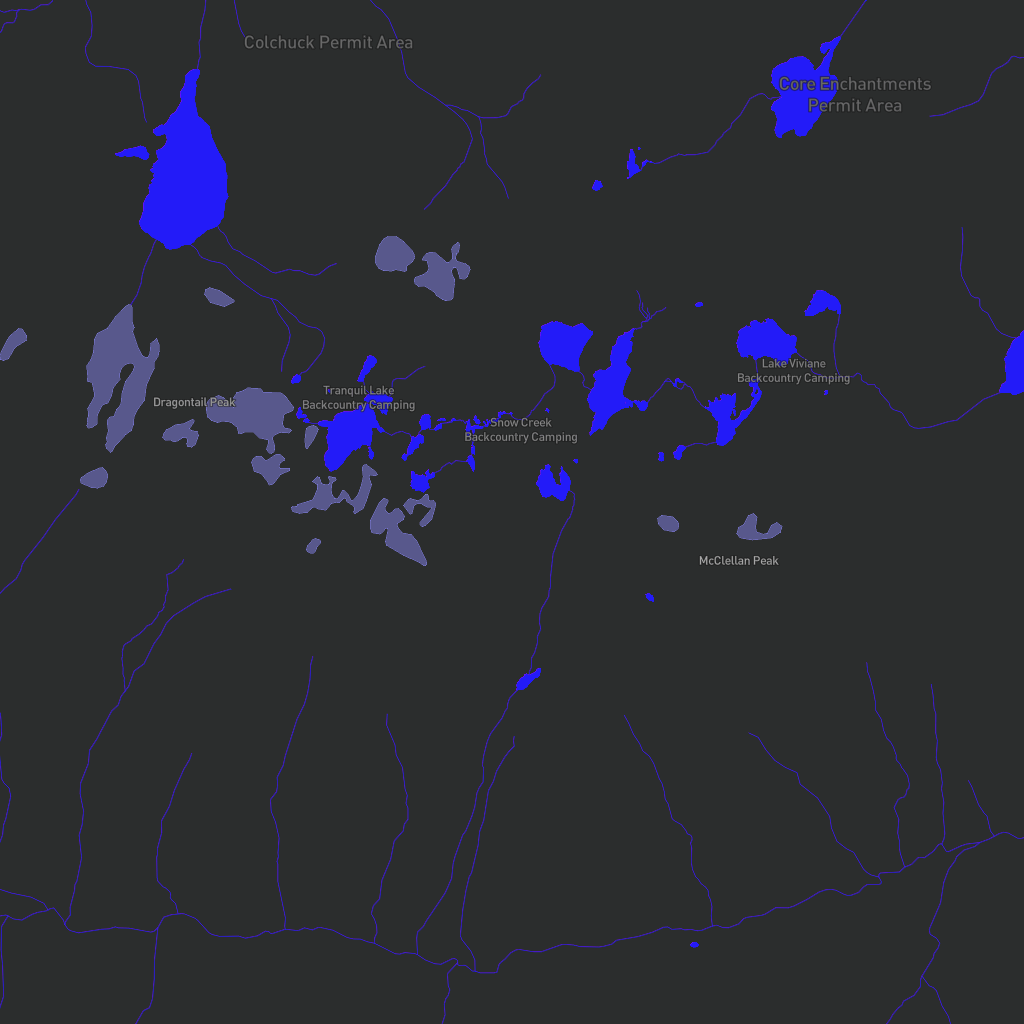 Colchuck Permit Area
Core Enchantments
Permit Area
Lake Viviane
Backcountry Camping
Tranquil Lake
Backcountry Camping
Dragontail Peak
Snow Creek
Backcountry Camping
McClellan Peak